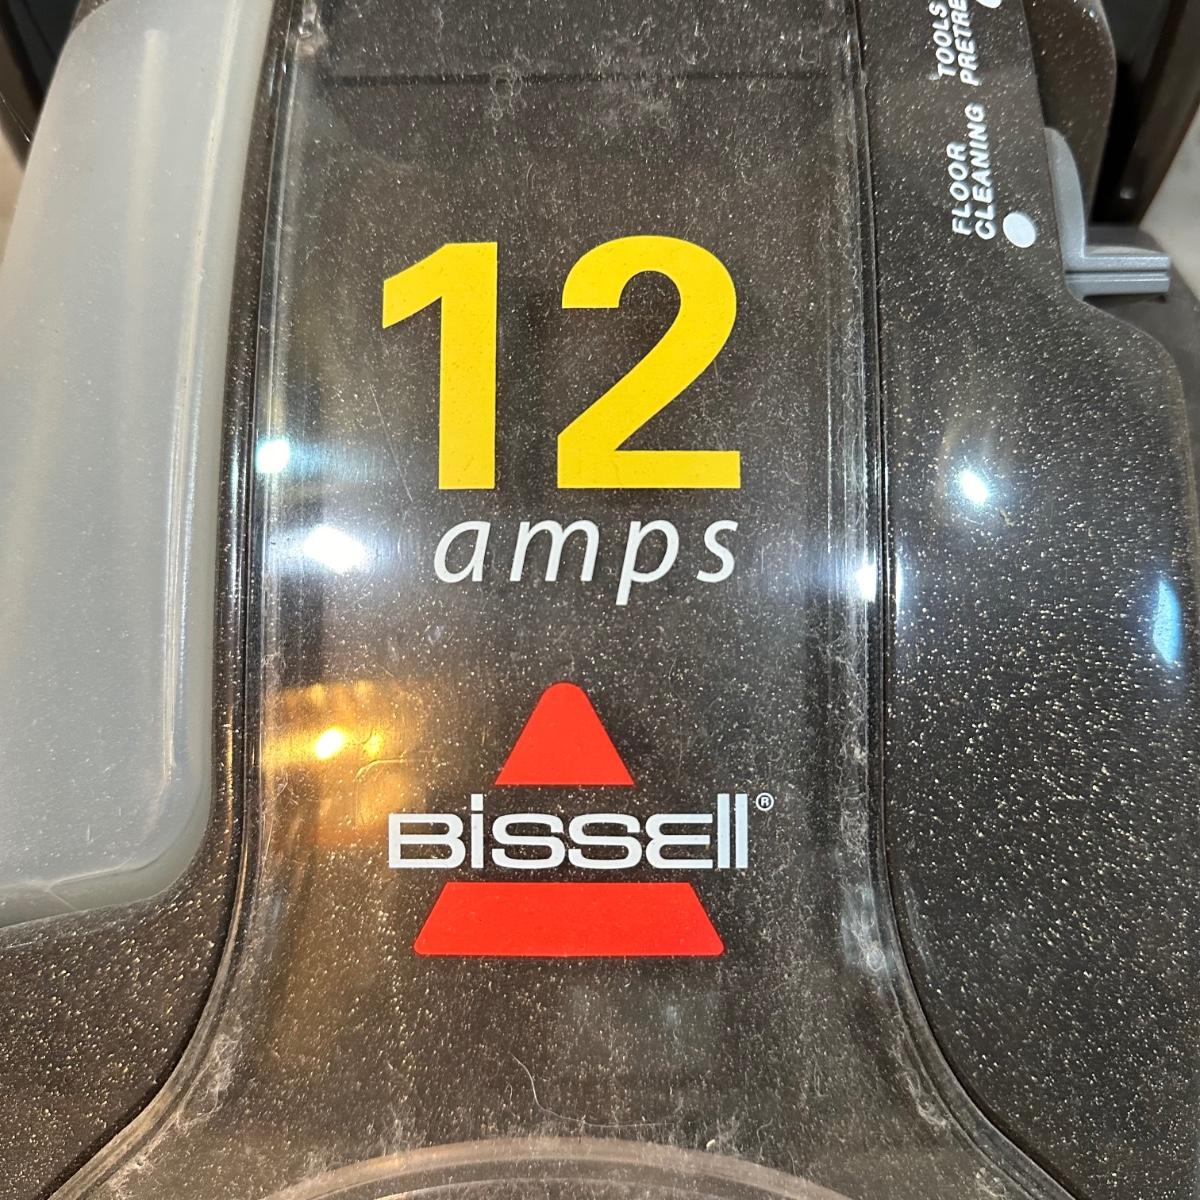 12
amps
BISSELL®
FLOOR
CLEANING
TOOLS